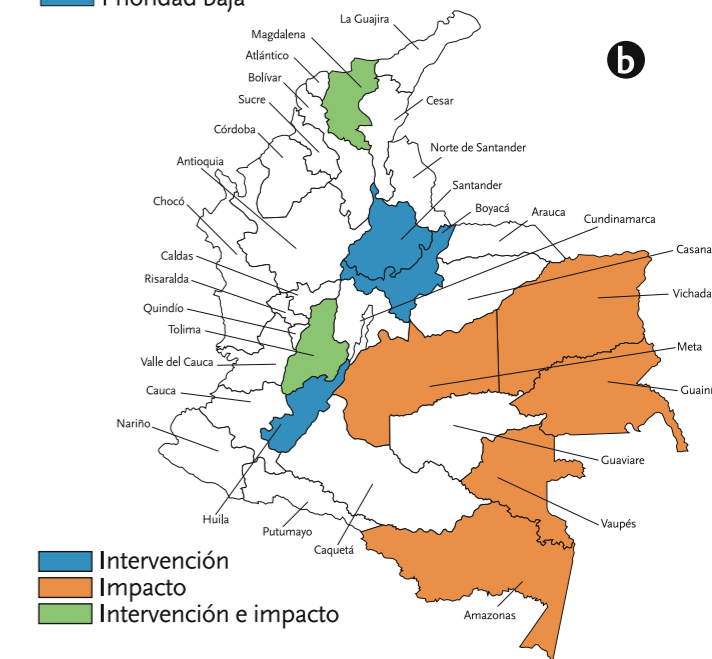 Prioridad baja
b
La Guajira
Magdalena
Atlántico
Bolívar
Sucre
Cesar
Córdoba
Norte de Santander
Antioquia
Santander
Chocó
Boyacá
Arauca
Cundinamarca
Caldas
Casana
Risaralda
Vichada
Quindío
Tolima
Meta
Valle del Cauca
Cauca
Guainí
Nariño
Guaviare
Huila
Vaupés
Putumayo
Caquetá
Intervención
Impacto
Intervención e impacto
Amazonas